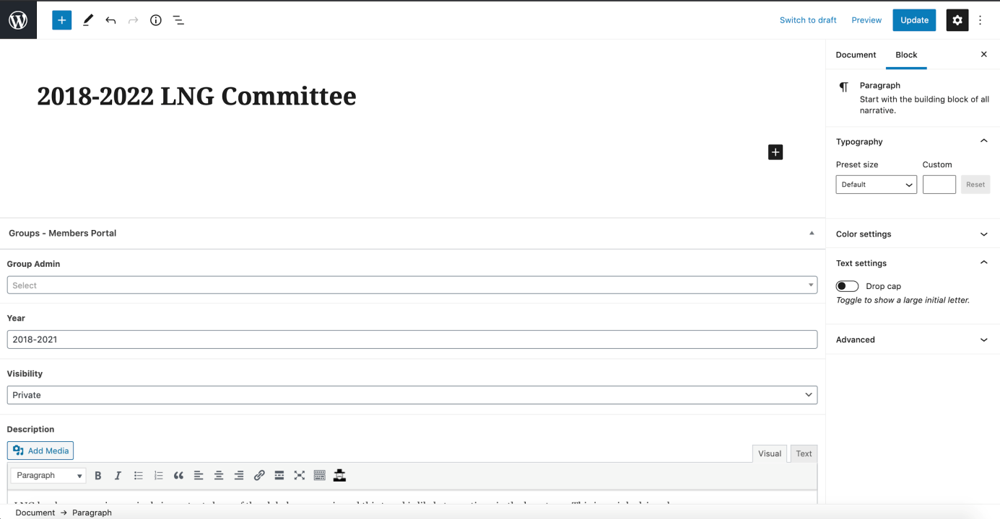 Switch to draft Preview Update
2018-2022 LNG Committee
Groups - Members Portal
Group Admin
Select
Year
2018-2021
Visibility
Private
Description
Add Media
Visual Text
Paragraph
Document → Paragraph
Document Block
Paragraph
Start with the building block of all
narrative.
Typography
Preset size Custom
Default Reset
Color settings
Text settings
Drop cap
Toggle to show a large initial letter.
Advanced